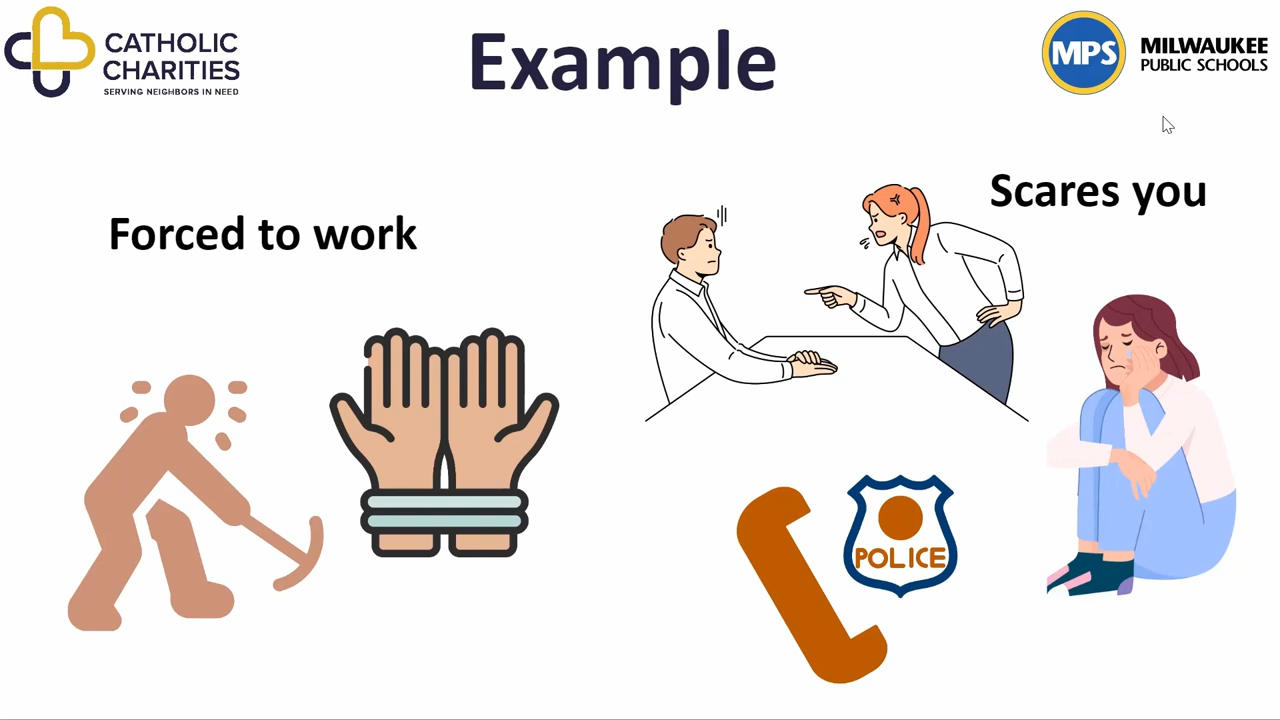 CATHOLIC
CHARITIES
SERVING NEIGHBORS IN NEED
Example
MPS
MILWAUKEE
PUBLIC SCHOOLS
Forced to work
Scares you
POLICE